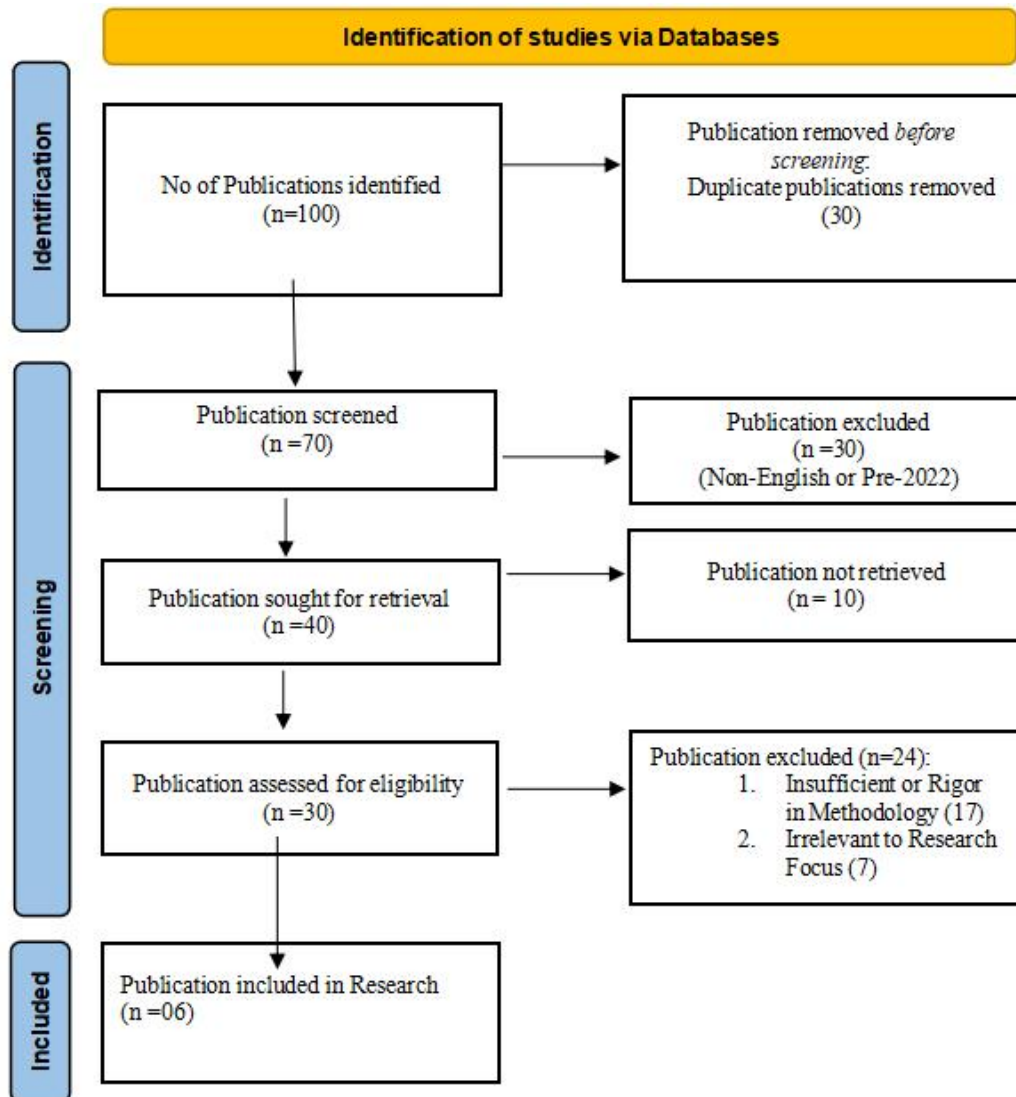 Identification of studies via Databases
Identification
No of Publications identified
(n=100)
Publication removed before
screening:
Duplicate publications removed
(30)
Screening
Publication screened
(n =70)
Publication excluded
(n =30)
(Non-English or Pre-2022)
Publication sought for retrieval
(n =40)
Publication not retrieved
(n = 10)
Publication assessed for eligibility
(n =30)
Publication excluded (n=24):
1. Insufficient or Rigor
in Methodology (17)
2. Irrelevant to Research
Focus (7)
Included
Publication included in Research
(n =06)